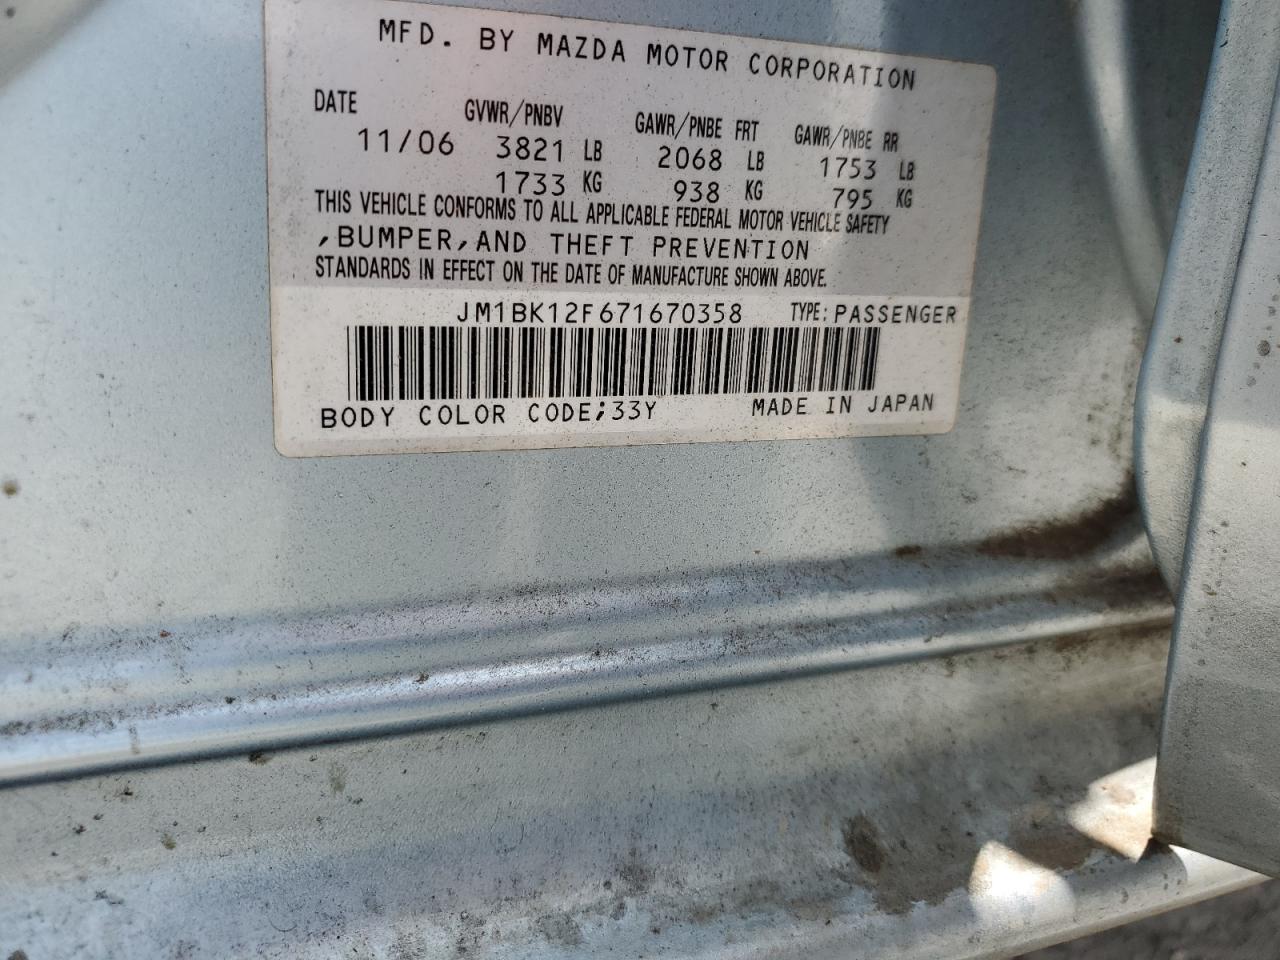 MFD. BY MAZDA MOTOR CORPORATION
DATE GVWR/PNBV GAWR/PNBE FRT GAWR/PNBE RR
11/06 3821 LB 2068 LB 1753 LB
1733 KG 938 KG 795 KG
THIS VEHICLE CONFORMS TO ALL APPLICABLE FEDERAL MOTOR VEHICLE SAFETY
,BUMPER,AND THEFT PREVENTION
STANDARDS IN EFFECT ON THE DATE OF MANUFACTURE SHOWN ABOVE.
JM1BK12F671670358 TYPE:PASSENGER
BODY COLOR CODE;33Y MADE IN JAPAN